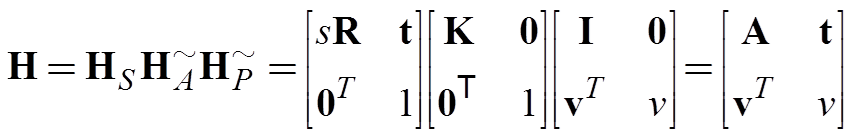 H = H_S H_A^~ H_P^~ = [sR t; 0^T 1] [K 0; 0^T 1] [I 0; v^T v] = [A t; v^T v]